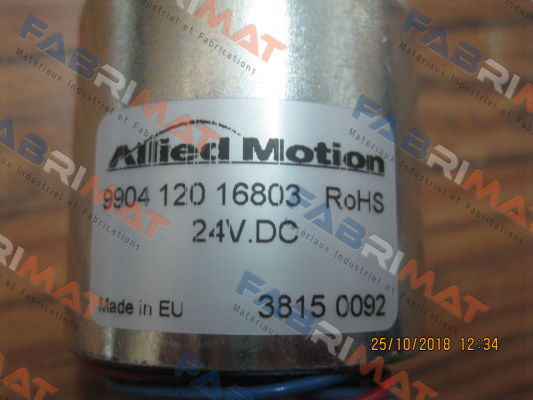 Allied Motion
9904 120 16803 RoHS
24V.DC
Made in EU 3815 0092
25/10/2018 12:34
FABRIMAT
Matériaux Industriel et Fabrications